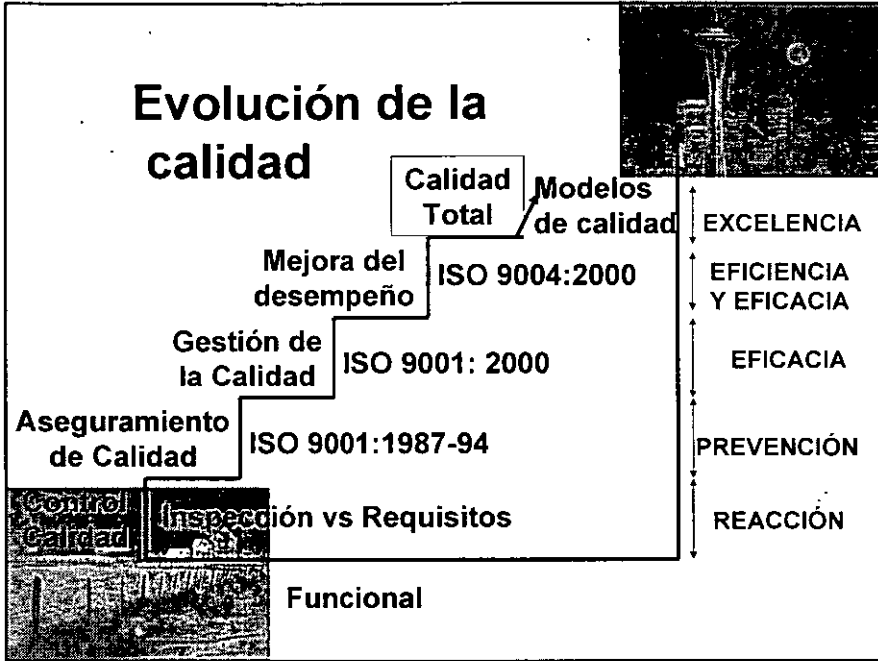 Evolución de la
calidad
Calidad
Total
Modelos
de calidad
EXCELENCIA
Mejora del
desempeño
ISO 9004:2000
EFICIENCIA
Y EFICACIA
Gestión de
la Calidad
ISO 9001: 2000
EFICACIA
Aseguramiento
de Calidad
ISO 9001:1987-94
PREVENCIÓN
Control
Calidad
Inspección vs Requisitos
REACCIÓN
Funcional